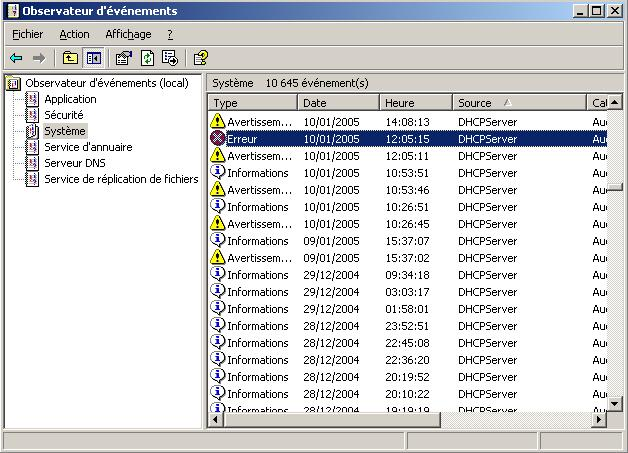 Observateur d'événements
Fichier Action Affichage ?
Observateur d'événements (local)
Application
Sécurité
Système
Service d'annuaire
Serveur DNS
Service de réplication de fichiers
Système 10 645 événement(s)
Type Date Heure Source Cat
Avertissem... 10/01/2005 14:08:13 DHCPServer Au
Erreur 10/01/2005 12:05:15 DHCPServer Au
Avertissem... 10/01/2005 12:05:11 DHCPServer Au
Informations 10/01/2005 10:53:51 DHCPServer Au
Avertissem... 10/01/2005 10:53:46 DHCPServer Au
Informations 10/01/2005 10:26:51 DHCPServer Au
Avertissem... 10/01/2005 10:26:45 DHCPServer Au
Informations 09/01/2005 15:37:07 DHCPServer Au
Avertissem... 09/01/2005 15:37:02 DHCPServer Au
Informations 29/12/2004 09:34:18 DHCPServer Au
Informations 29/12/2004 03:03:17 DHCPServer Au
Informations 29/12/2004 01:58:01 DHCPServer Au
Informations 28/12/2004 23:52:51 DHCPServer Au
Informations 28/12/2004 22:45:08 DHCPServer Au
Informations 28/12/2004 22:36:20 DHCPServer Au
Informations 28/12/2004 20:19:52 DHCPServer Au
Informations 28/12/2004 20:10:22 DHCPServer Au
Informations 28/12/2004 19:19:19 DHCPServer Au